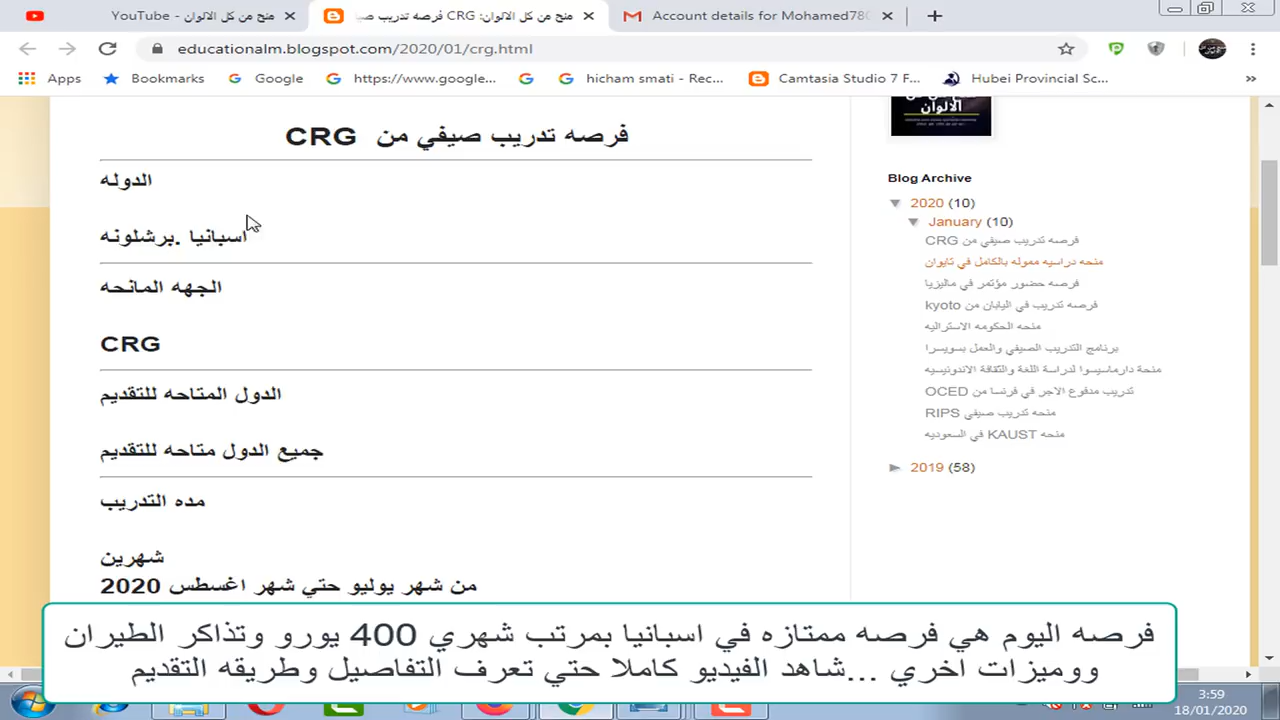 منح من كل الالوان - YouTube
منح من كل الالوان: CRG فرصه تدريب صيا
Account details for Mohamed780
educationalm.blogspot.com/2020/01/crg.html
Apps
Bookmarks
Google
https://www.google...
hicham smati - Rec...
Camtasia Studio 7 F...
Hubei Provincial Sc...
»
فرصه تدريب صيفي من CRG
الدوله
اسبانيا .برشلونه
الجهه المانحه
CRG
الدول المتاحه للتقديم
جميع الدول متاحه للتقديم
مده التدريب
شهرين
من شهر يوليو حتي شهر اغسطس 2020
الالوان
Blog Archive
2020 (10)
January (10)
فرصه تدريب صيفي من CRG
منحه دراسيه مموله بالكامل في تايوان
فرصه حضور مؤتمر في ماليزيا
فرصه تدريب في اليابان من kyoto
منحه الحكومه الاستراليه
برنامج التدريب الصيفي والعمل بسويسرا
منحة دارماسيسوا لدراسة اللغة والثقافة الاندونيسيه
تدريب مدفوع الاجر في فرنسا من OCED
منحه تدريب صيفي RIPS
منحه KAUST في السعوديه
2019 (58)
فرصه اليوم هي فرصه ممتازه في اسبانيا بمرتب شهري 400 يورو وتذاكر الطيران
ووميزات اخري ...شاهد الفيديو كاملا حتي تعرف التفاصيل وطريقه التقديم
3:59
18/01/2020